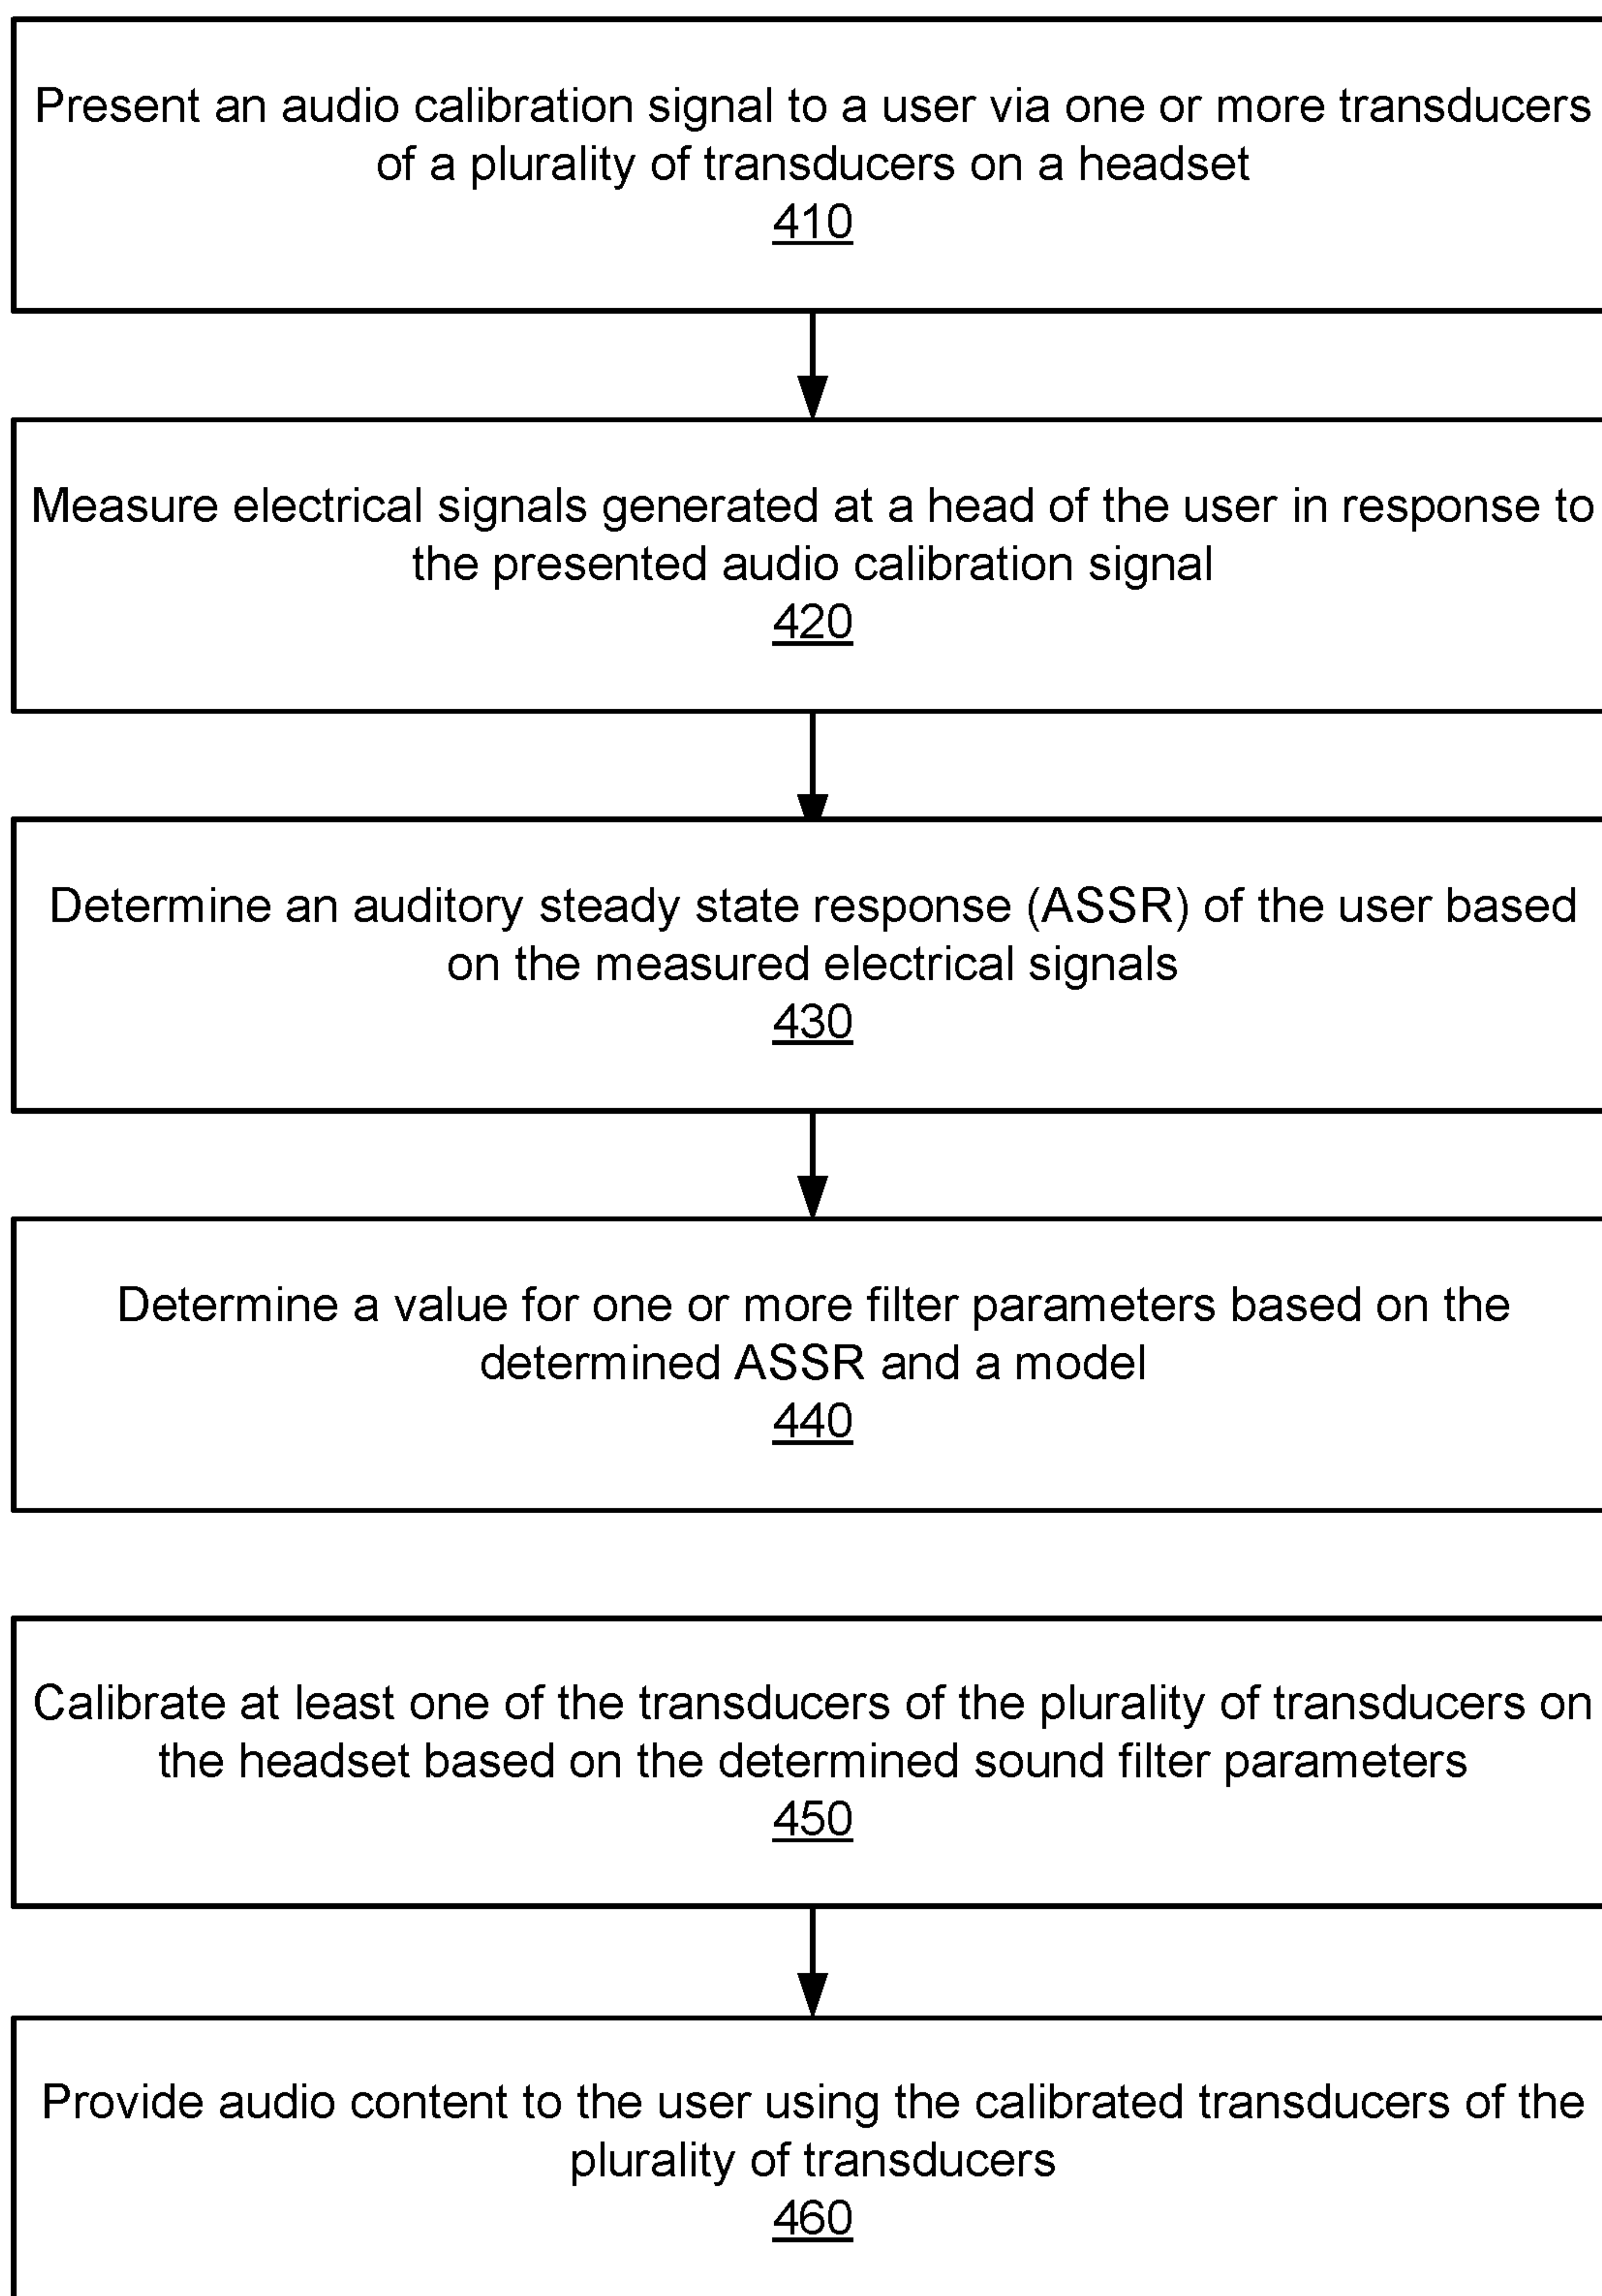 Present an audio calibration signal to a user via one or more transducers
of a plurality of transducers on a headset
410
Measure electrical signals generated at a head of the user in response to
the presented audio calibration signal
420
Determine an auditory steady state response (ASSR) of the user based
on the measured electrical signals
430
Determine a value for one or more filter parameters based on the
determined ASSR and a model
440
Calibrate at least one of the transducers of the plurality of transducers on
the headset based on the determined sound filter parameters
450
Provide audio content to the user using the calibrated transducers of the
plurality of transducers
460